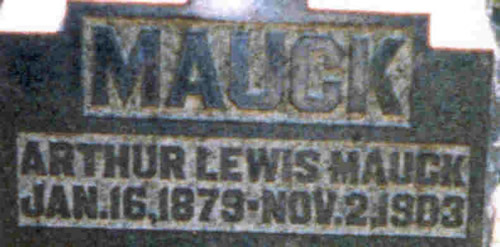 MAUCK
ARTHUR LEWIS MAUCK
JAN.16,1879-NOV.2,1903